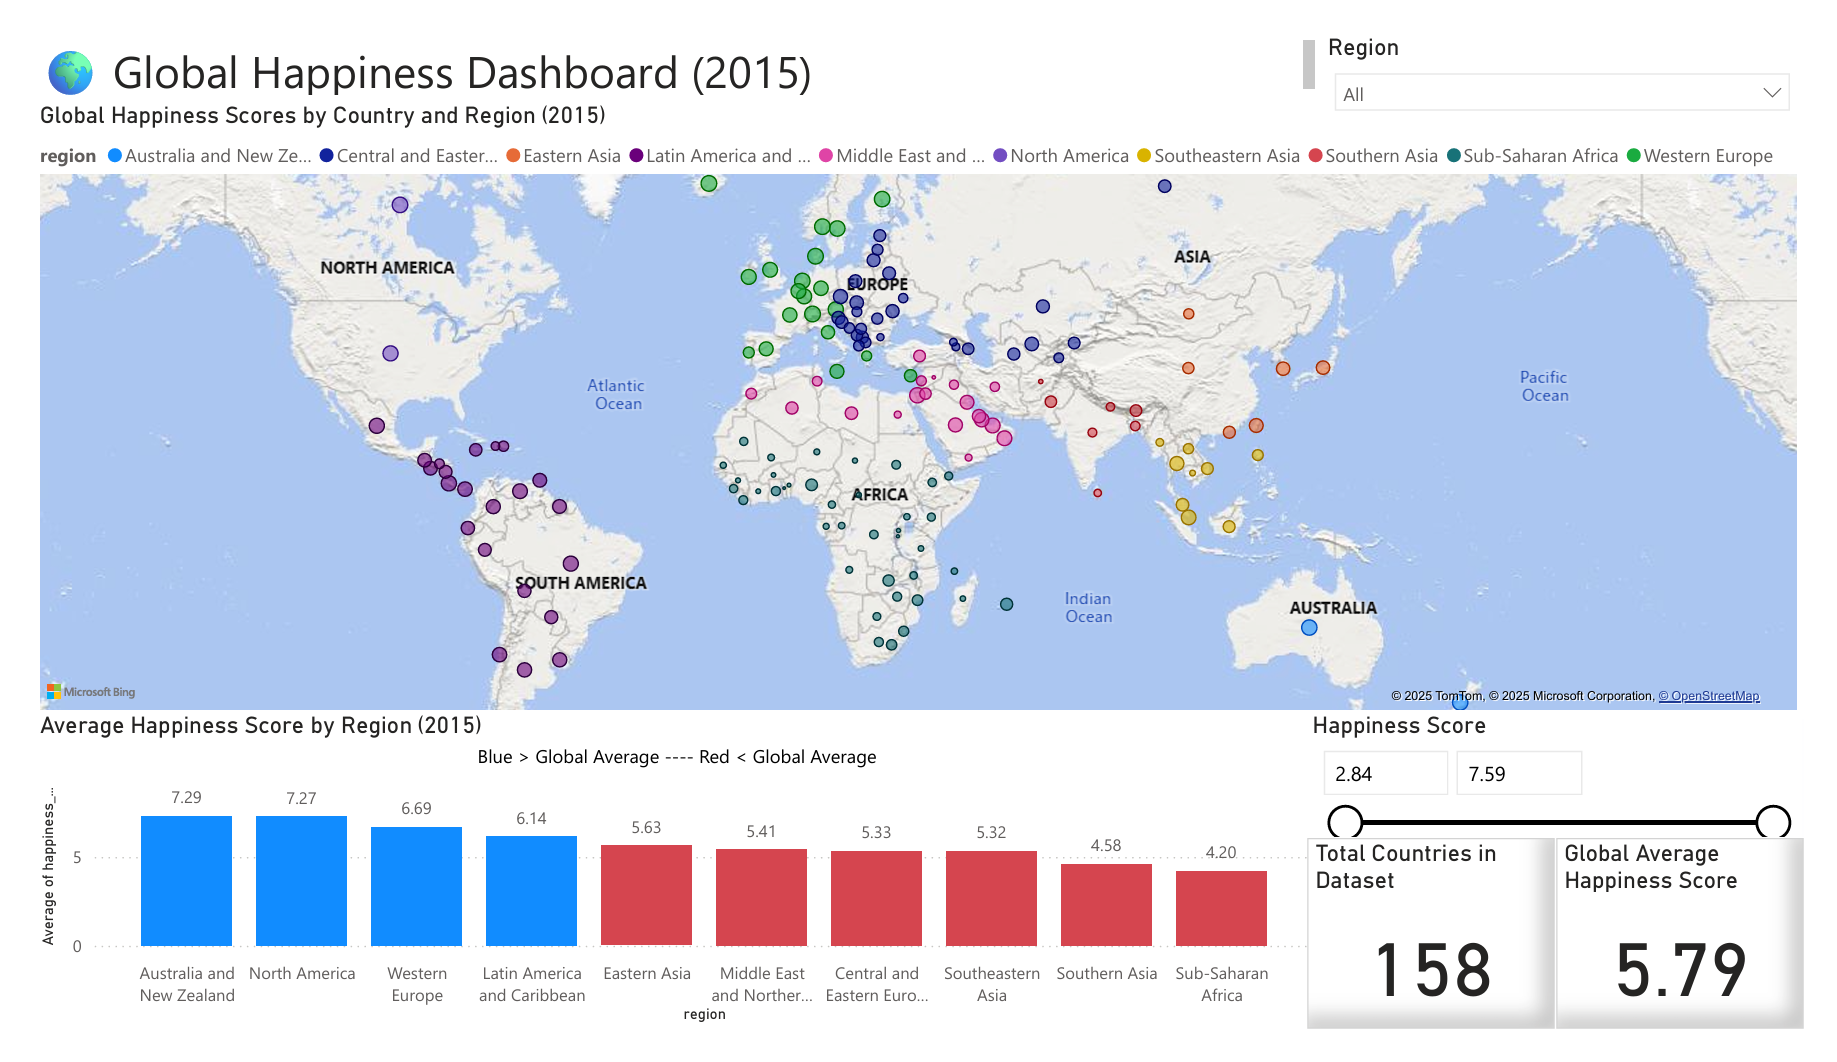 Global Happiness Dashboard (2015)
Region
All
Global Happiness Scores by Country and Region (2015)
region Australia and New Ze... Central and Easter... Eastern Asia Latin America and ... Middle East and ... North America Southeastern Asia Southern Asia Sub-Saharan Africa Western Europe
NORTH AMERICA
ASIA
EUROPE
Atlantic
Ocean
Pacific
Ocean
AFRICA
SOUTH AMERICA
Indian
Ocean
AUSTRALIA
Microsoft Bing
© 2025 TomTom, © 2025 Microsoft Corporation, © OpenStreetMap
Average Happiness Score by Region (2015)
Blue > Global Average ---- Red < Global Average
Average of happiness_...
5
0
7.29
7.27
6.69
6.14
5.63
5.41
5.33
5.32
4.58
4.20
Australia and
New Zealand
North America
Western
Europe
Latin America
and Caribbean
Eastern Asia
Middle East
and Norther...
Central and
Eastern Euro...
Southeastern
Asia
Southern Asia
Sub-Saharan
Africa
region
Happiness Score
2.84
7.59
Total Countries in
Dataset
158
Global Average
Happiness Score
5.79